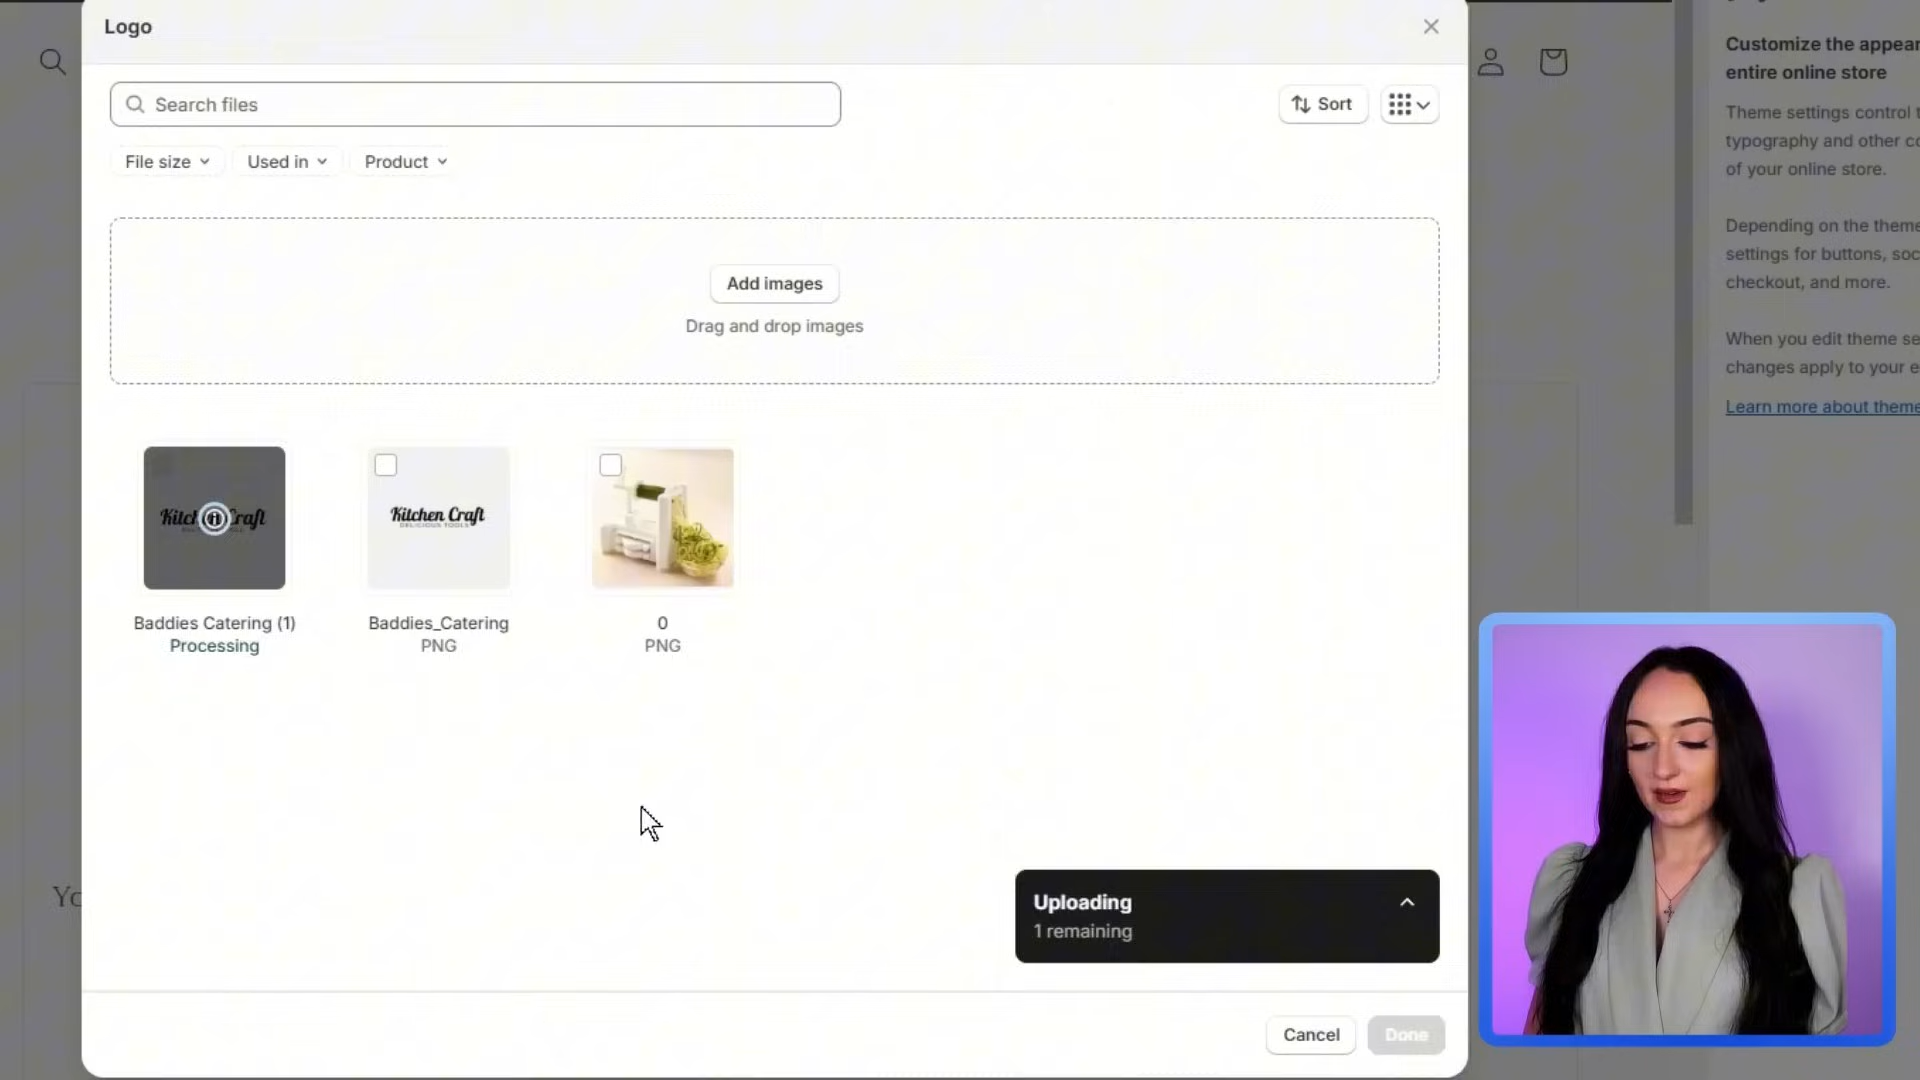 Logo
Search files
Sort
File size
Used in
Product
Add images
Drag and drop images
Kitchen Craft
DELICIOUS TOOLS
Baddies Catering (1)
Processing
Baddies_Catering
PNG
0
PNG
Uploading
1 remaining
Cancel
Done
Yo
Customize the appear
entire online store
Theme settings control t
typography and other co
of your online store.
Depending on the theme
settings for buttons, soc
checkout, and more.
When you edit theme se
changes apply to your e
Learn more about theme